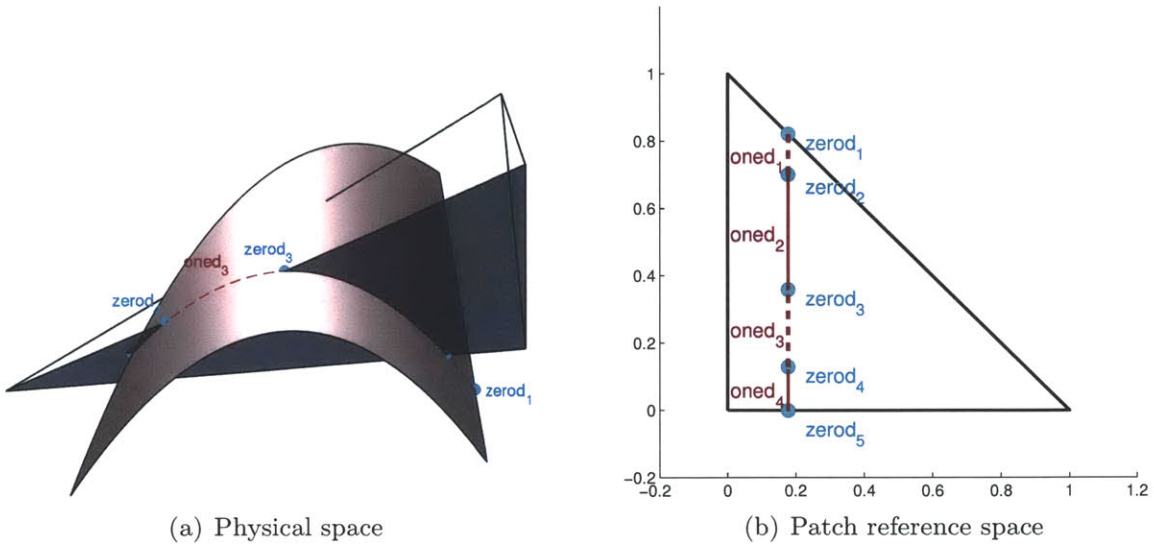 zerod₃
oned₃
zerod
zerod₁
(a) Physical space
1
0.8
0.6
0.4
0.2
0
−0.2
−0.2 0 0.2 0.4 0.6 0.8 1 1.2
zerod₁
oned₁
zerod₂
oned₂
zerod₃
oned₃
zerod₄
oned₄
zerod₅
(b) Patch reference space